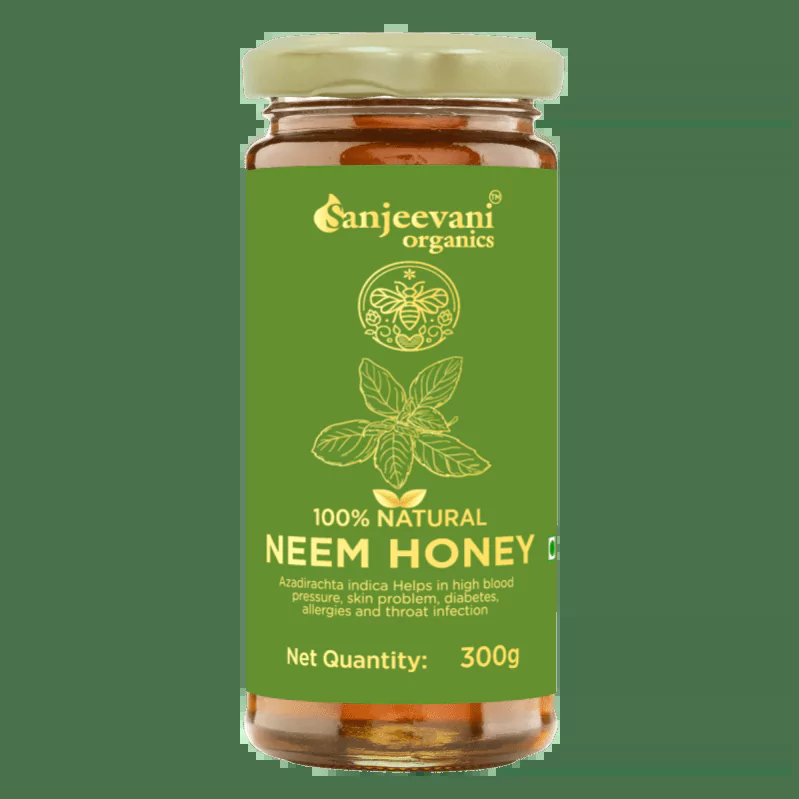 Sanjeevani™
organics
100% NATURAL
NEEM HONEY
Azadirachta indica Helps in high blood
pressure, skin problem, diabetes,
allergies and throat infection
Net Quantity: 300g